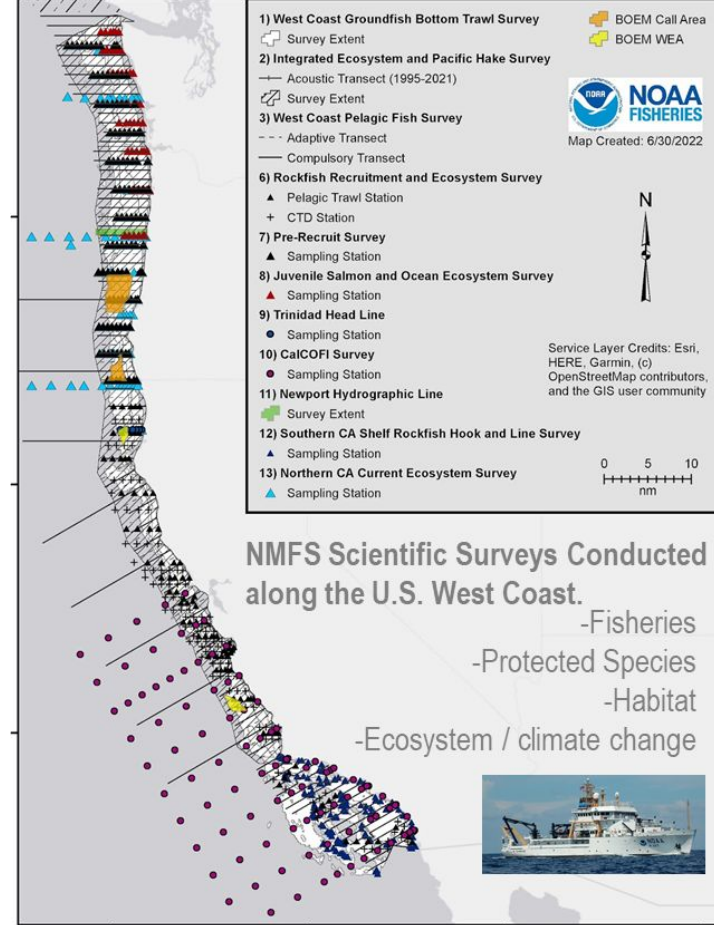 1) West Coast Groundfish Bottom Trawl Survey
Survey Extent
2) Integrated Ecosystem and Pacific Hake Survey
Acoustic Transect (1995-2021)
Survey Extent
3) West Coast Pelagic Fish Survey
Adaptive Transect
Compulsory Transect
6) Rockfish Recruitment and Ecosystem Survey
Pelagic Trawl Station
CTD Station
7) Pre-Recruit Survey
Sampling Station
8) Juvenile Salmon and Ocean Ecosystem Survey
Sampling Station
9) Trinidad Head Line
Sampling Station
10) CalCOFI Survey
Sampling Station
11) Newport Hydrographic Line
Survey Extent
12) Southern CA Shelf Rockfish Hook and Line Survey
Sampling Station
13) Northern CA Current Ecosystem Survey
Sampling Station
BOEM Call Area
BOEM WEA
NOAA
NOAA
FISHERIES
Map Created: 6/30/2022
N
Service Layer Credits: Esri,
HERE, Garmin, (c)
OpenStreetMap contributors,
and the GIS user community
0 5 10
nm
NMFS Scientific Surveys Conducted
along the U.S. West Coast.
-Fisheries
-Protected Species
-Habitat
-Ecosystem / climate change
NOAA